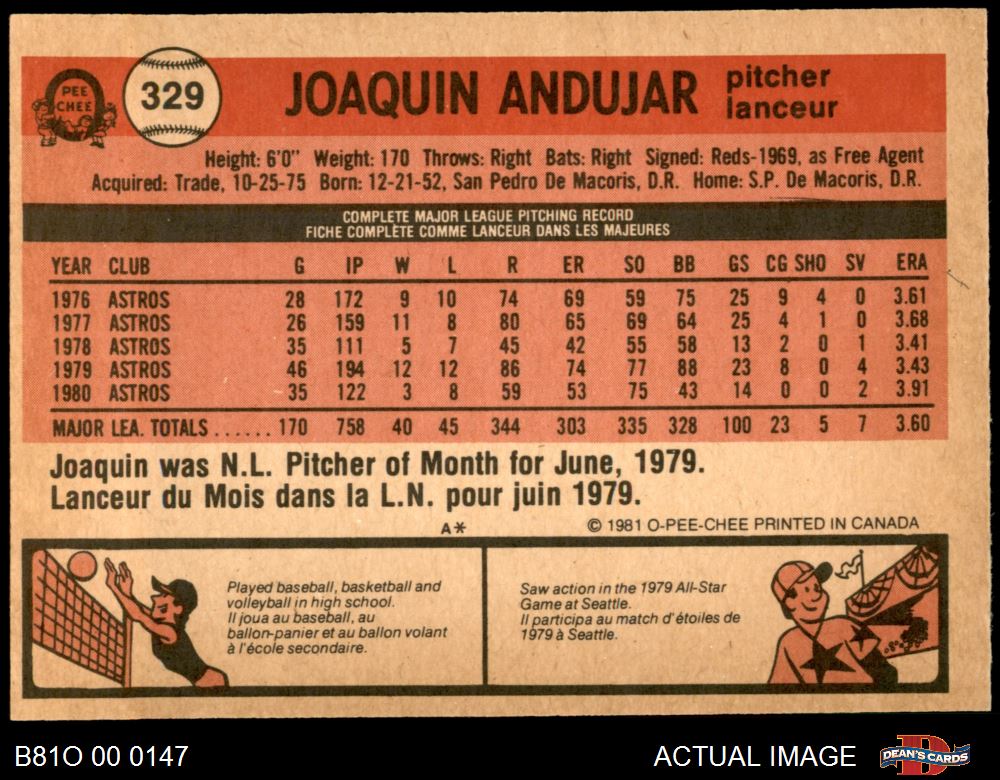 PEE
CHEE
329
JOAQUIN ANDUJAR
pitcher
lanceur
Height: 6'0" Weight: 170 Throws: Right Bats: Right Signed: Reds-1969, as Free Agent
Acquired: Trade, 10-25-75 Born: 12-21-52, San Pedro De Macoris, D.R. Home: S.P. De Macoris, D.R.
COMPLETE MAJOR LEAGUE PITCHING RECORD
FICHE COMPLÈTE COMME LANCEUR DANS LES MAJEURES
YEAR CLUB G IP W L R ER SO BB GS CG SHO SV ERA
1976 ASTROS 28 172 9 10 74 69 59 75 25 9 4 0 3.61
1977 ASTROS 26 159 11 8 80 65 69 64 25 4 1 0 3.68
1978 ASTROS 35 111 5 7 45 42 55 58 13 2 0 1 3.41
1979 ASTROS 46 194 12 12 86 74 77 88 23 8 0 4 3.43
1980 ASTROS 35 122 3 8 59 53 75 43 14 0 0 2 3.91
MAJOR LEA. TOTALS ...... 170 758 40 45 344 303 335 328 100 23 5 7 3.60
Joaquin was N.L. Pitcher of Month for June, 1979.
Lanceur du Mois dans la L.N. pour juin 1979.
A* © 1981 O-PEE-CHEE PRINTED IN CANADA
Played baseball, basketball and
volleyball in high school.
Il joua au baseball, au
ballon-panier et au ballon volant
à l'école secondaire.
Saw action in the 1979 All-Star
Game at Seattle.
Il participa au match d'étoiles de
1979 à Seattle.
B81O 00 0147
ACTUAL IMAGE
DEAN'S CARDS